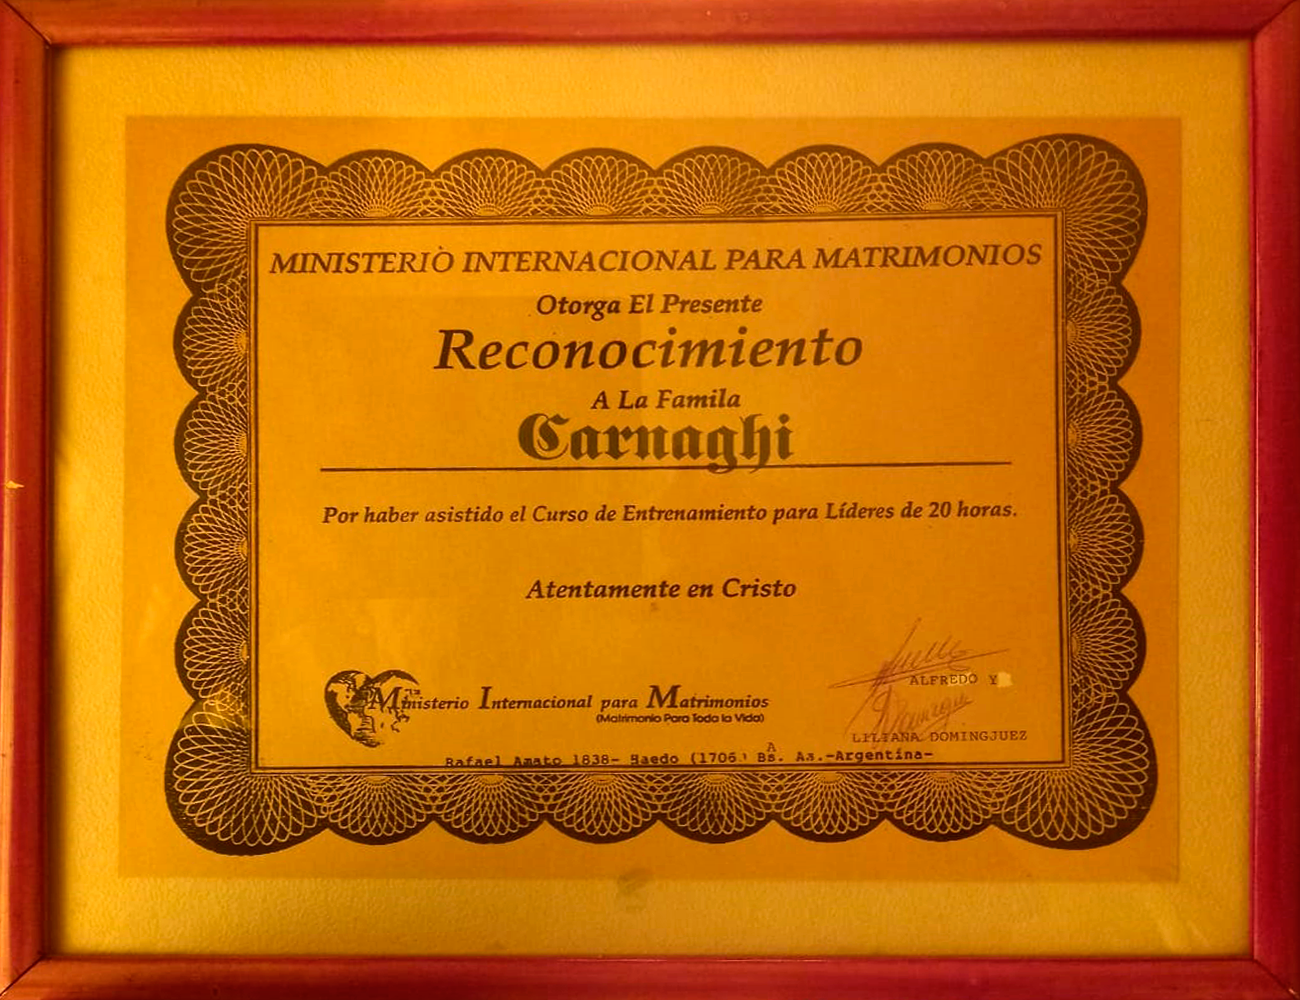 MINISTERIO INTERNACIONAL PARA MATRIMONIOS
Otorga El Presente
Reconocimiento
A La Famila
Carnaghi
Por haber asistido el Curso de Entrenamiento para Líderes de 20 horas.
Atentamente en Cristo
Ministerio Internacional para Matrimonios
(Matrimonio Para Toda la Vida)
ALFREDO Y
LILIANA DOMINGJUEZ
Rafael Amato 1838- Haedo (1706) Bs. As.-Argentina-